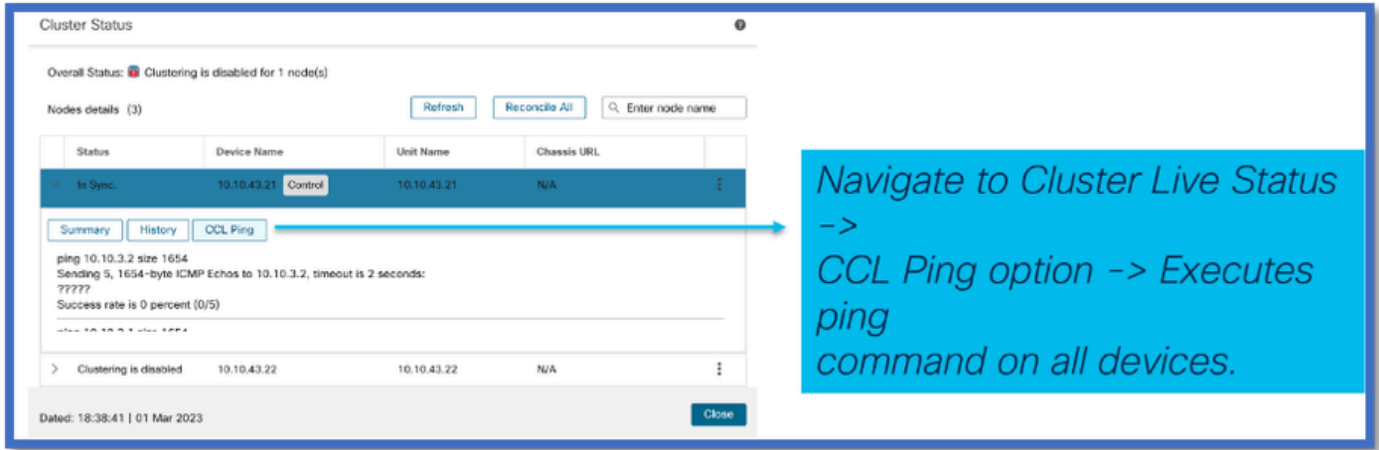 Cluster Status
Overall Status: Clustering is disabled for 1 node(s)
Nodes details (3)
Refresh
Reconcile All
Enter node name
Status Device Name Unit Name Chassis URL
In Sync. 10.10.43.21 Control 10.10.43.21 N/A
Summary History CCL Ping
ping 10.10.3.2 size 1654
Sending 5, 1654-byte ICMP Echos to 10.10.3.2, timeout is 2 seconds:
?????
Success rate is 0 percent (0/5)
Clustering is disabled 10.10.43.22 10.10.43.22 N/A
Dated: 18:38:41 | 01 Mar 2023
Close
Navigate to Cluster Live Status
->
CCL Ping option -> Executes
ping
command on all devices.